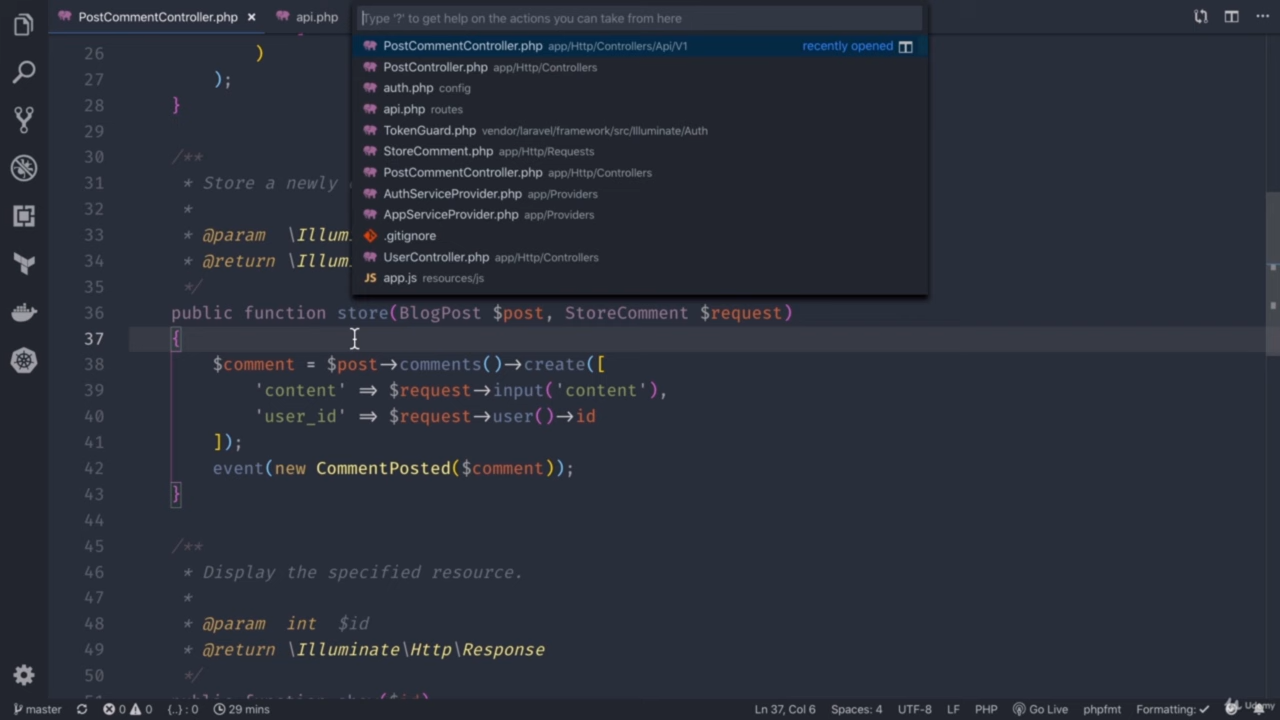 PostCommentController.php × api.php
Type '?' to get help on the actions you can take from here
PostCommentController.php app/Http/Controllers/Api/V1 recently opened
PostController.php app/Http/Controllers
auth.php config
api.php routes
TokenGuard.php vendor/laravel/framework/src/Illuminate/Auth
StoreComment.php app/Http/Requests
PostCommentController.php app/Http/Controllers
AuthServiceProvider.php app/Providers
AppServiceProvider.php app/Providers
.gitignore
UserController.php app/Http/Controllers
JS app.js resources/js
26 )
27 );
28 }
29
30 /**
31 * Store a newly
32 *
33 * @param \Illum
34 * @return \Illum
35 */
36 public function store(BlogPost $post, StoreComment $request)
37 {
38 $comment = $post->comments()->create([
39 'content' => $request->input('content'),
40 'user_id' => $request->user()->id
41 ]);
42 event(new CommentPosted($comment));
43 }
44
45 /**
46 * Display the specified resource.
47 *
48 * @param int $id
49 * @return \Illuminate\Http\Response
50 */
master 0 0 {..} : 0 29 mins Ln 37, Col 6 Spaces: 4 UTF-8 LF PHP Go Live phpfmt Formatting: ✓
Udemy